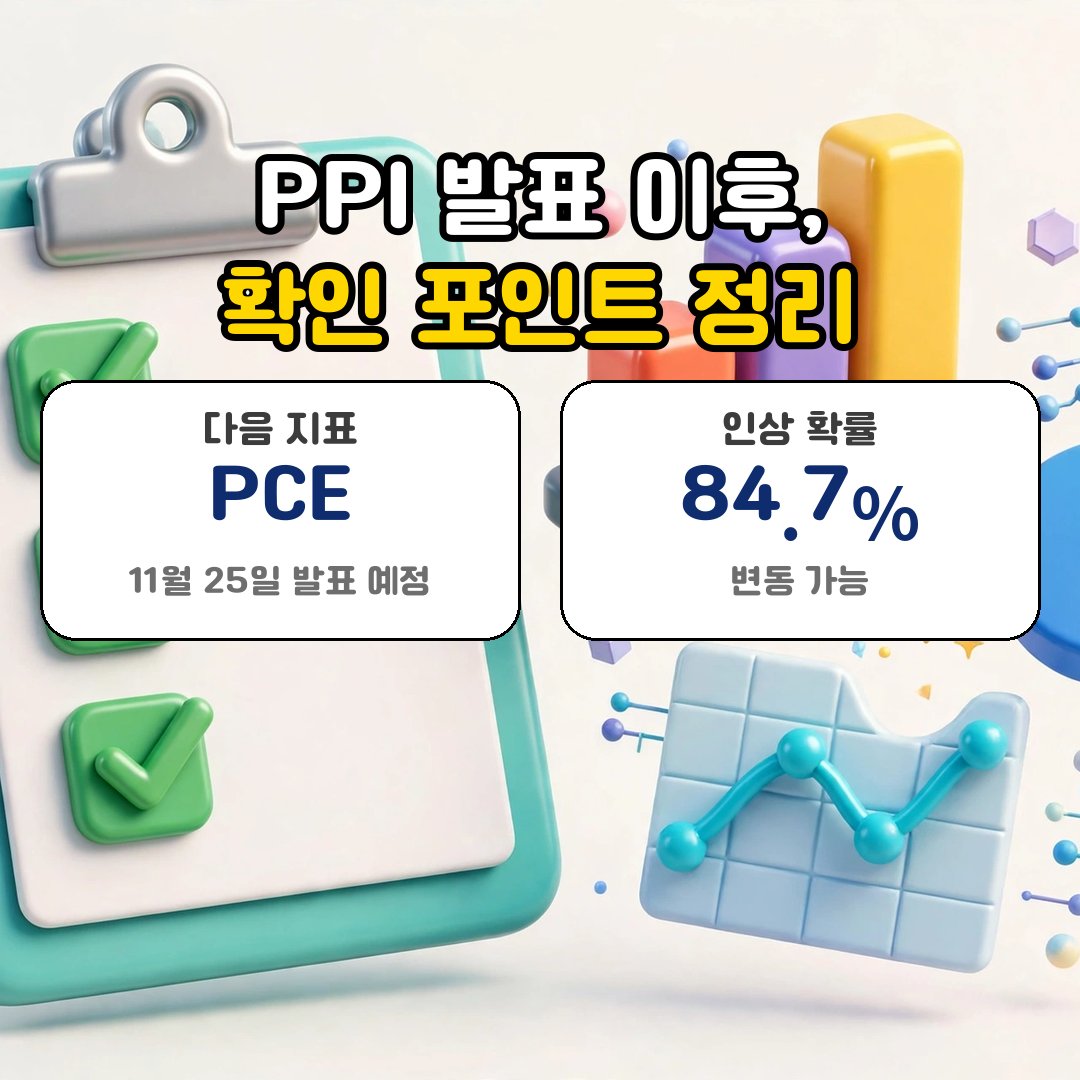 PPI 발표 이후,
확인 포인트 정리
다음 지표
PCE
11월 25일 발표 예정
인상 확률
84.7%
변동 가능